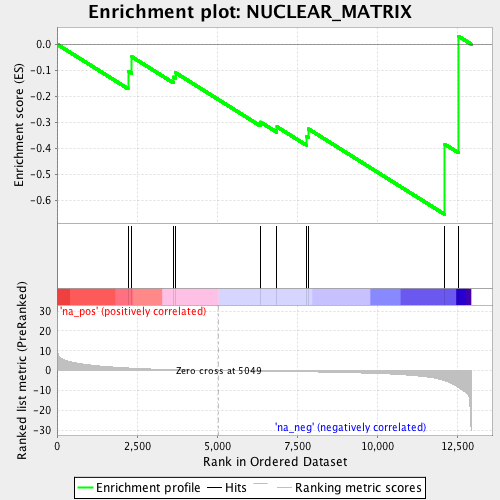 Enrichment plot: NUCLEAR_MATRIX
Enrichment score (ES)
0.0
-0.1
-0.2
-0.3
-0.4
-0.5
-0.6
'na_pos' (positively correlated)
Ranked list metric (PreRanked)
30
20
10
0
-10
-20
-30
Zero cross at 5049
'na_neg' (negatively correlated)
0 2,500 5,000 7,500 10,000 12,500
Rank in Ordered Dataset
Enrichment profile Hits Ranking metric scores